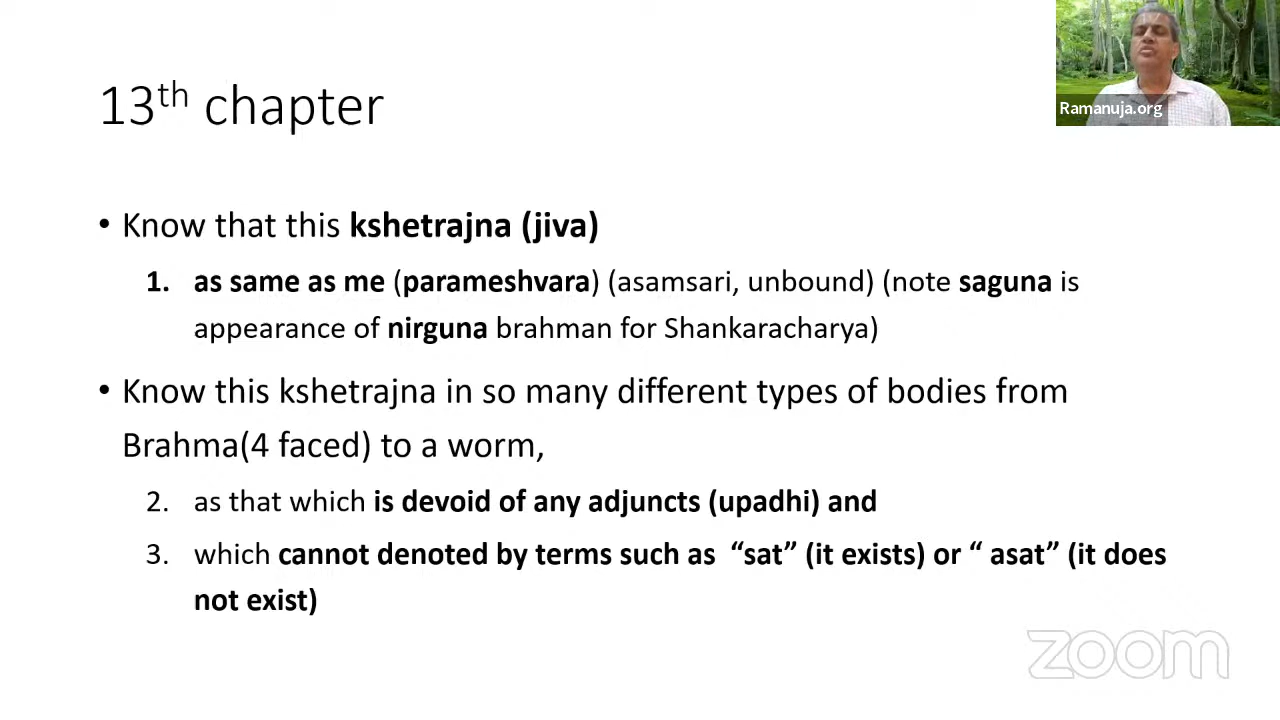 Ramanuja.org
13th chapter
• Know that this kshetrajna (jiva)
1. as same as me (parameshvara) (asamsari, unbound) (note saguna is
appearance of nirguna brahman for Shankaracharya)
• Know this kshetrajna in so many different types of bodies from
Brahma(4 faced) to a worm,
2. as that which is devoid of any adjuncts (upadhi) and
3. which cannot denoted by terms such as “sat” (it exists) or “ asat” (it does
not exist)
zoom